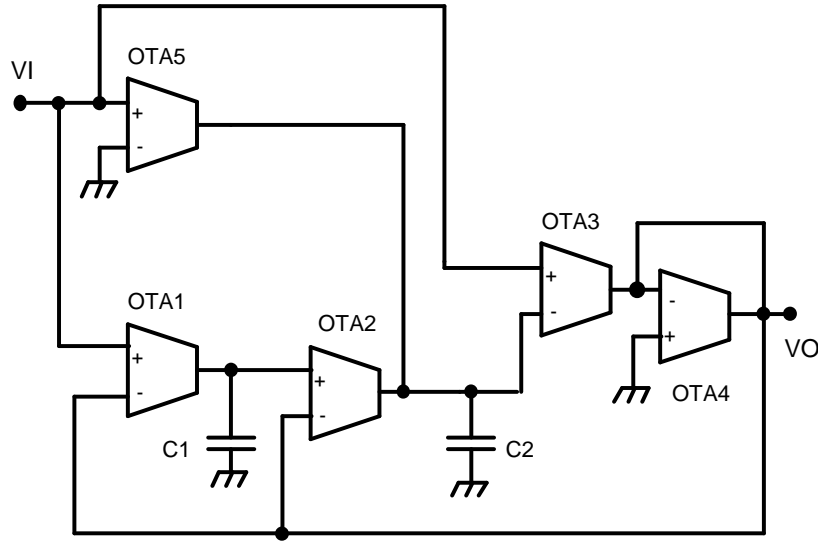 OTA5
VI
+
-
OTA3
+
-
OTA1
OTA2
+
-
+
-
-
+
VO
OTA4
C1
C2